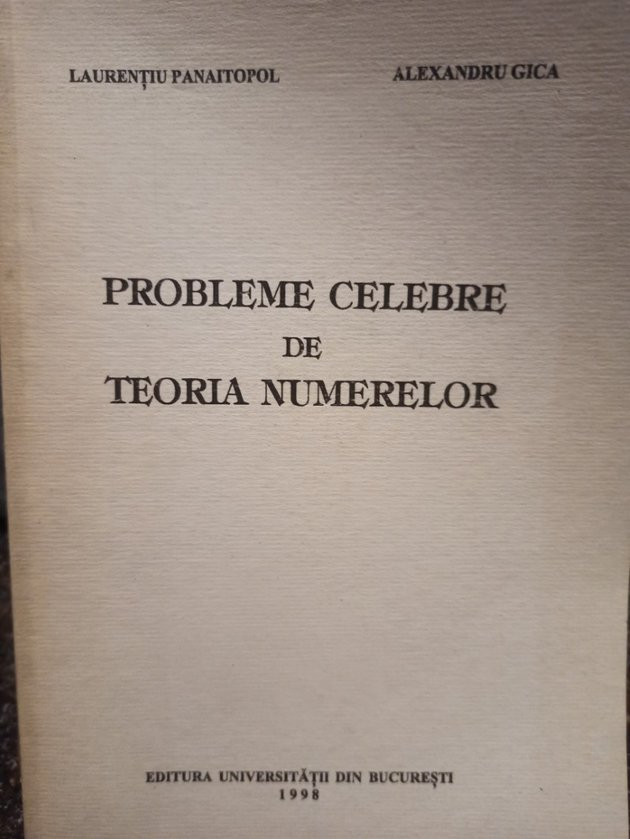 LAURENȚIU PANAITOPOL ALEXANDRU GICA
PROBLEME CELEBRE
DE
TEORIA NUMERELOR
EDITURA UNIVERSITĂȚII DIN BUCUREȘTI
1998